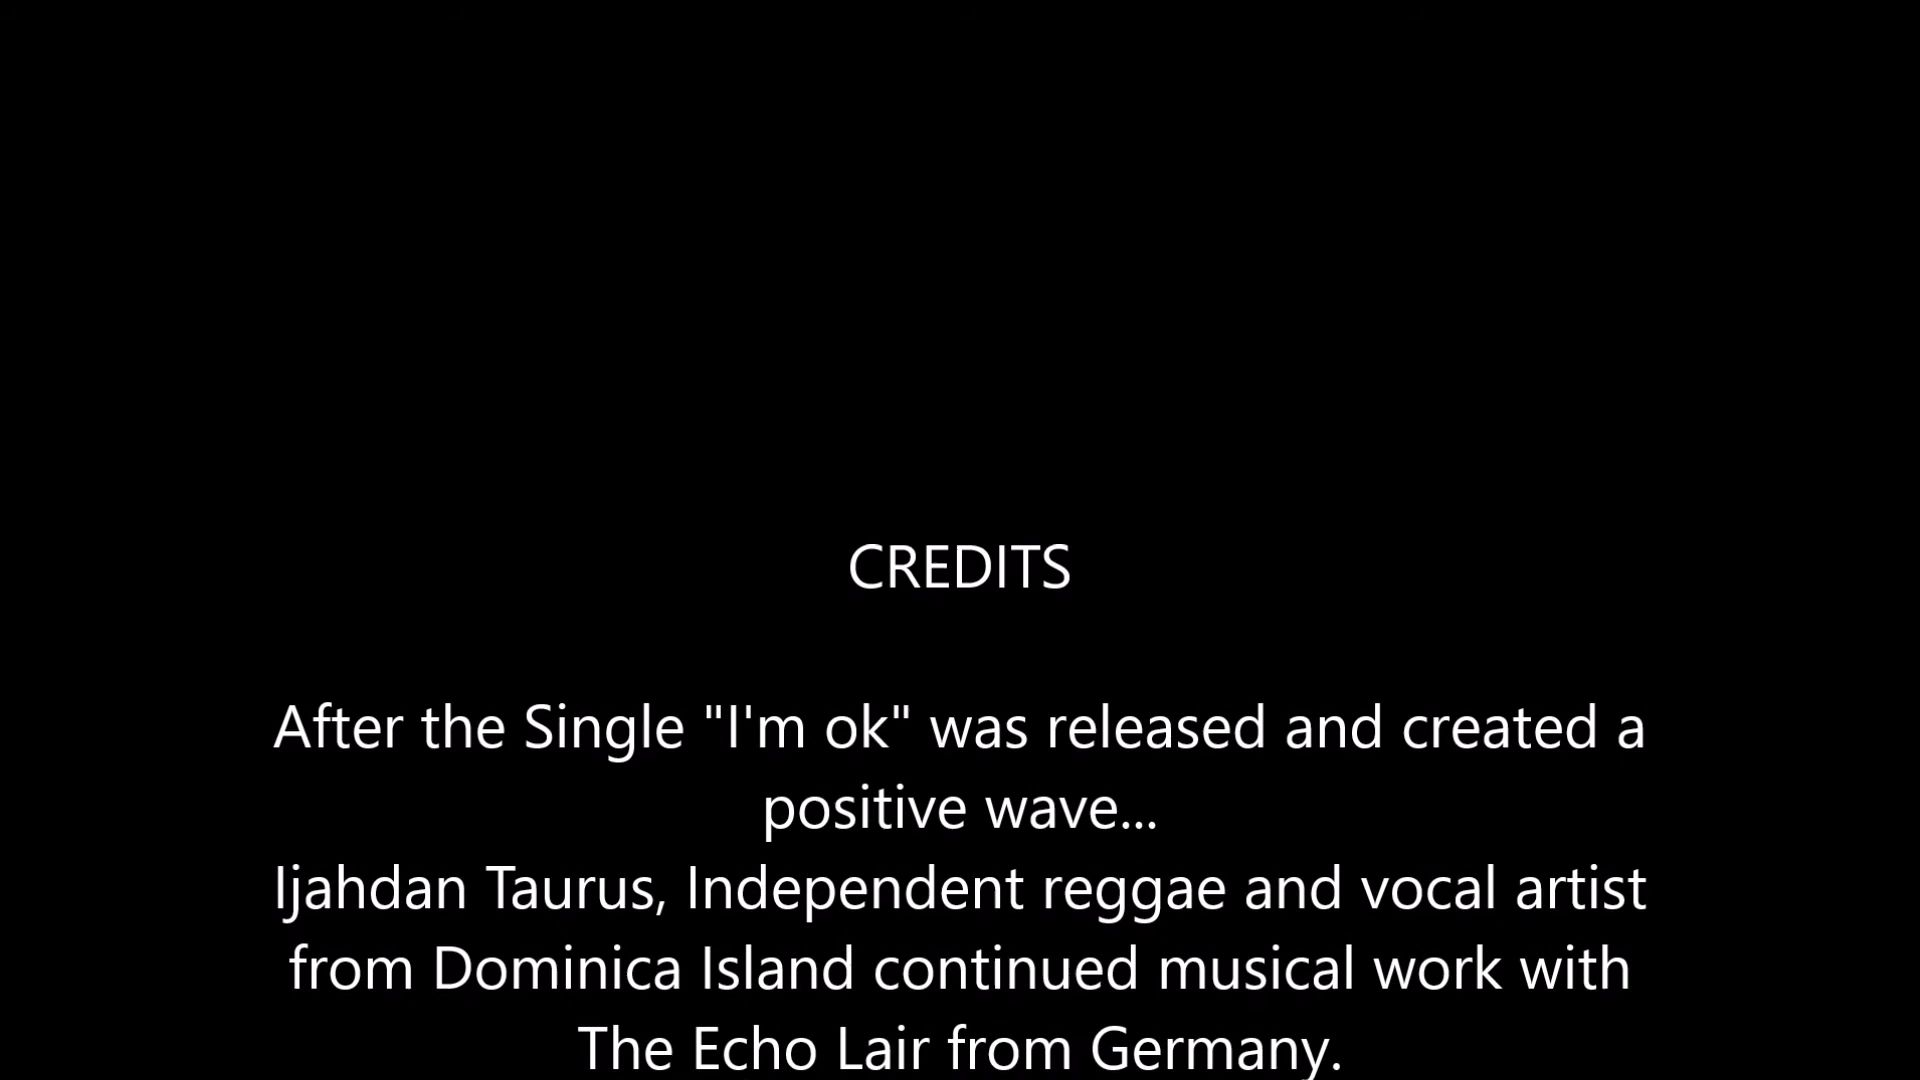 CREDITS
After the Single "I'm ok" was released and created a
positive wave...
Ijahdan Taurus, Independent reggae and vocal artist
from Dominica Island continued musical work with
The Echo Lair from Germany.